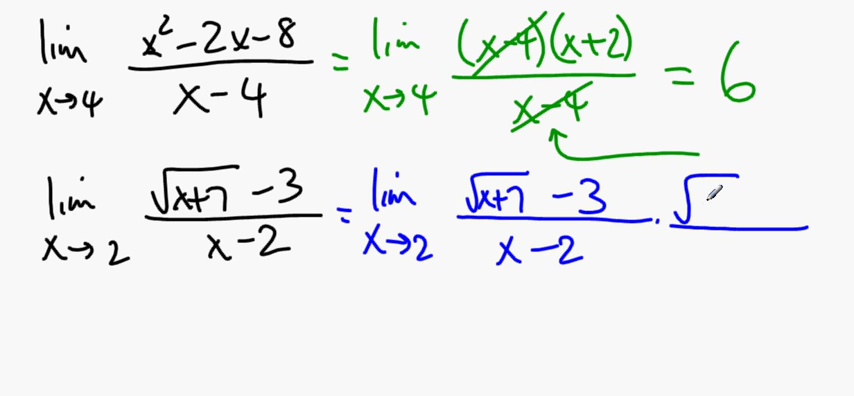 lim x→4 x²-2x-8 / x-4 = lim x→4 (x-4)(x+2) / x-4 = 6
lim x→2 √x+7 -3 / x-2 = lim x→2 √x+7 -3 / x-2 · √